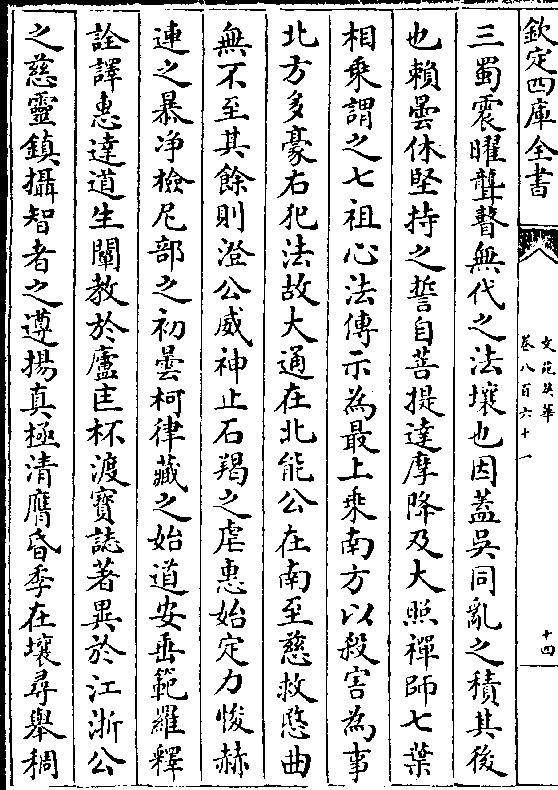 欽定四庫全書
文苑英華
卷八百六十一
十四
三蜀震曜聾瞽無代之法壤也因蓋吳同亂之積其後
也賴曇休堅持之誓自菩提達摩降及大照禪師七葉
相乗謂之七祖心法傳示為最上乗南方以殺害為事
北方多豪右犯法故大通在北能公在南至慈救愍曲
無不至其餘則澄公威神止石羯之虐惠始定力悛赫
連之暴净檢尼部之初曇柯律藏之始道安垂範羅釋
詮譯惠達道生闡教於廬㠪杯渡寶誌著異於江浙公
之慈靈鎮攝智者之遵揚真極清膺昏季在壤尋舉稠